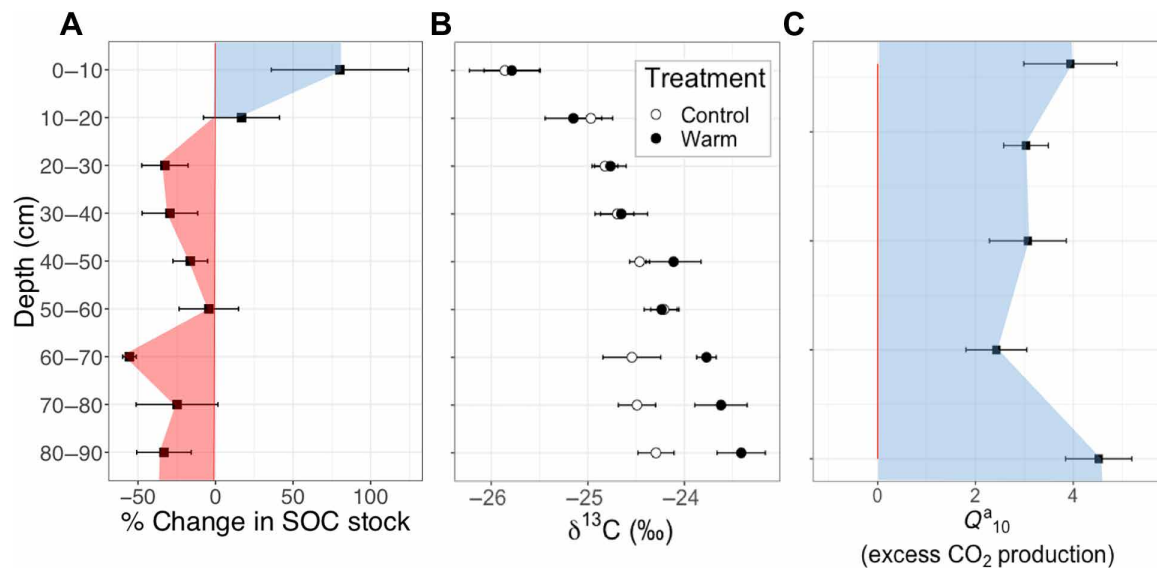 A
B
C
Depth (cm)
0–10
10–20
20–30
30–40
40–50
50–60
60–70
70–80
80–90
−50 0 50 100
% Change in SOC stock
Treatment
Control
Warm
−26 −25 −24
δ¹³C (‰)
0 2 4
Qᵃ₁₀
(excess CO₂ production)